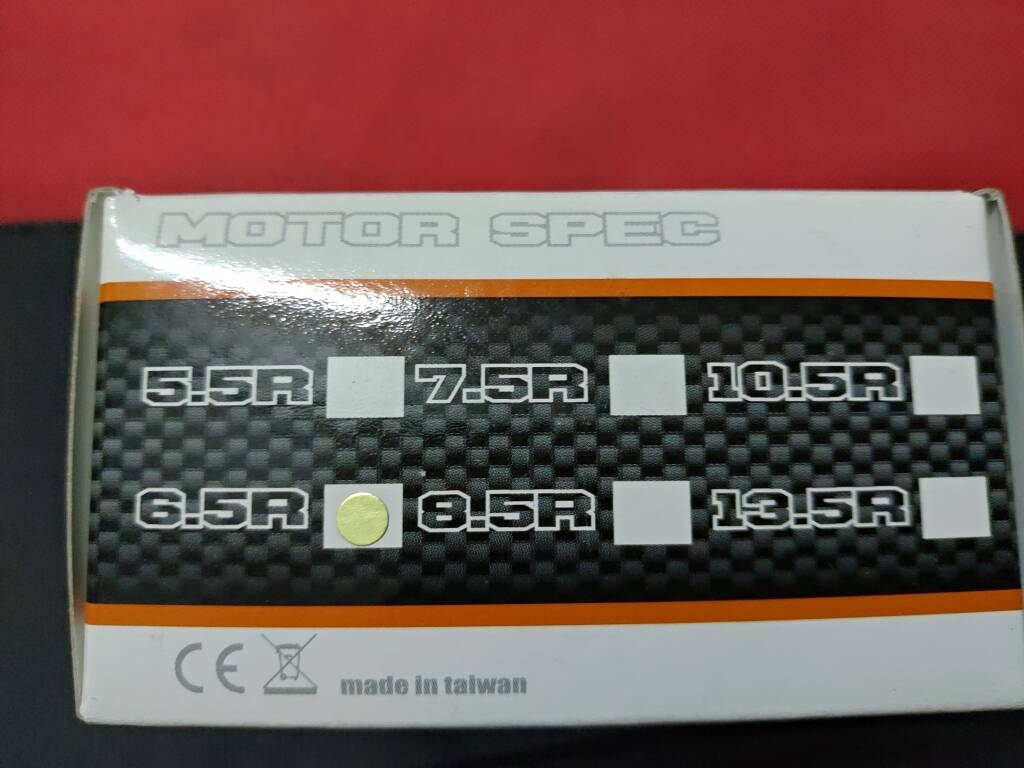 MOTOR SPEC
5.5R 7.5R 10.5R
6.5R 8.5R 13.5R
CE made in taiwan